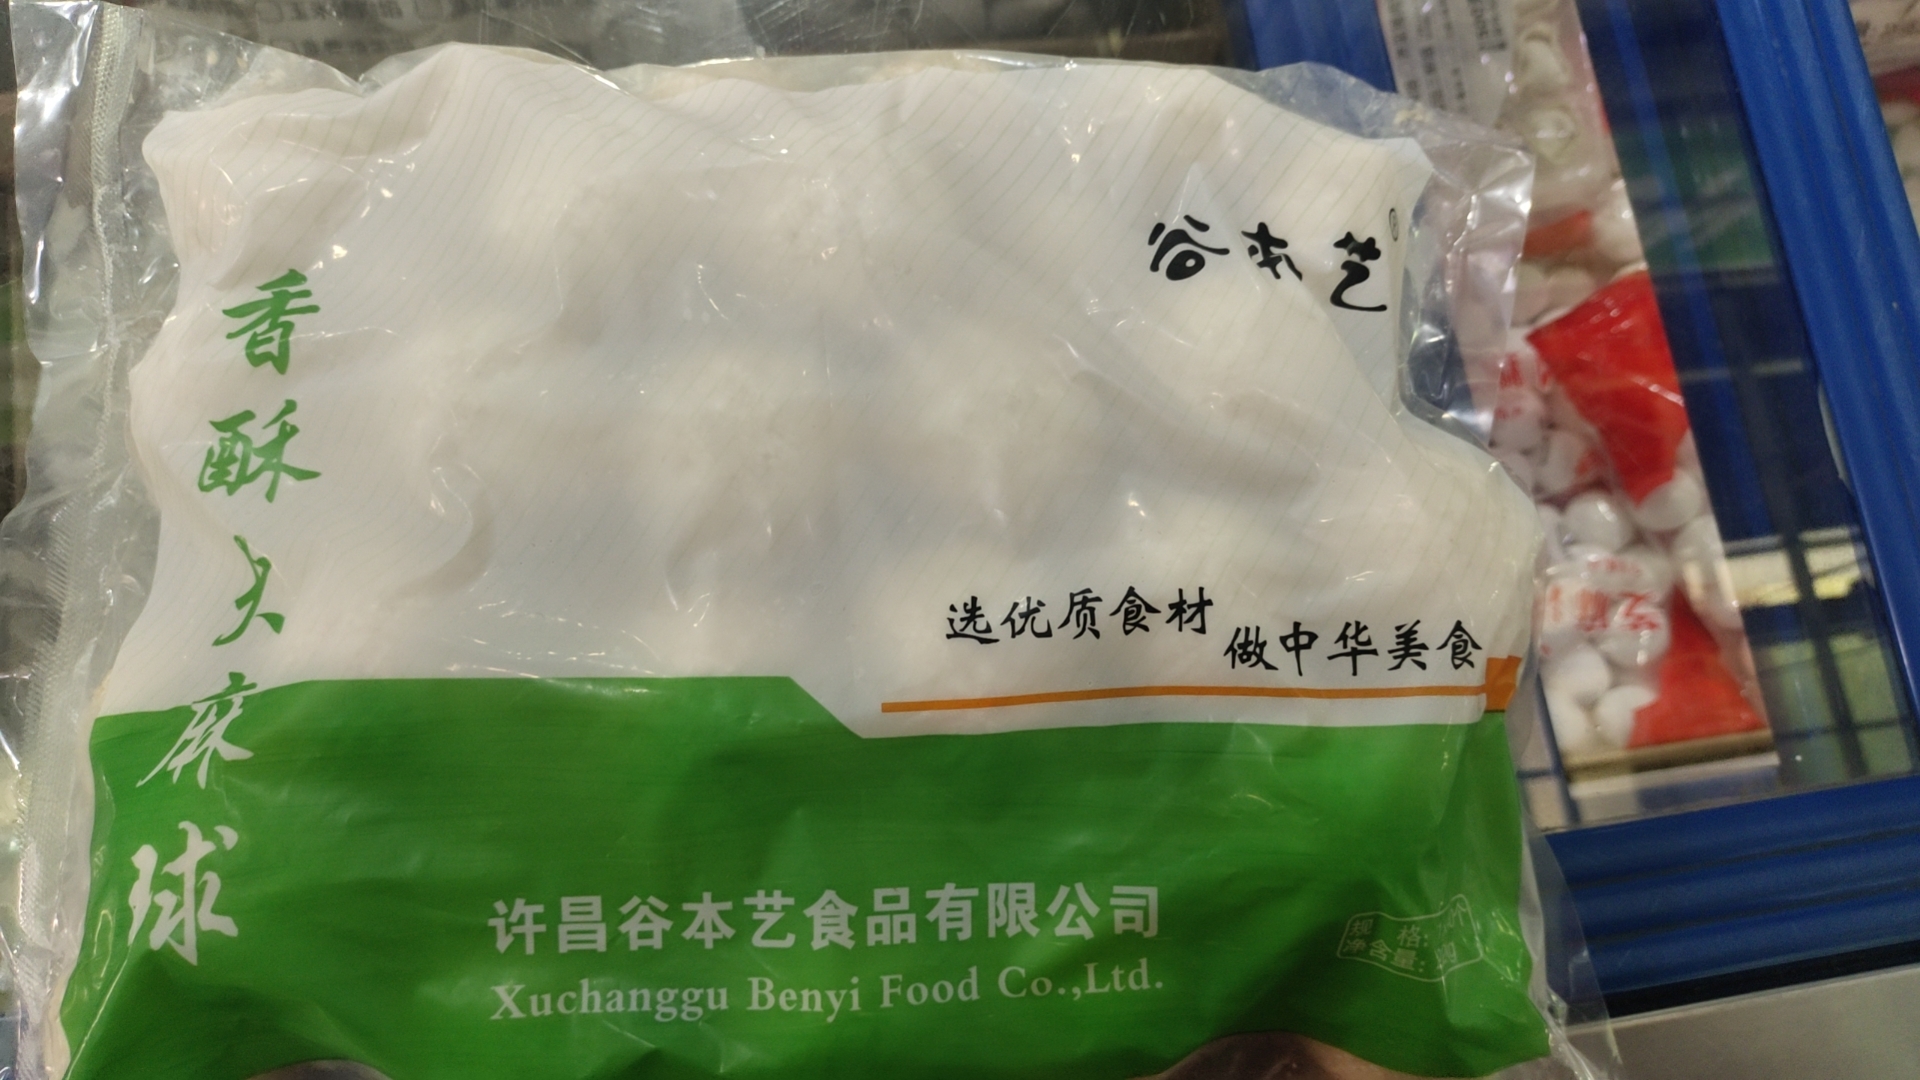 谷本艺®
香酥大麻球
选优质食材
做中华美食
许昌谷本艺食品有限公司
Xuchanggu Benyi Food Co.,Ltd.
规 格:
净含量: